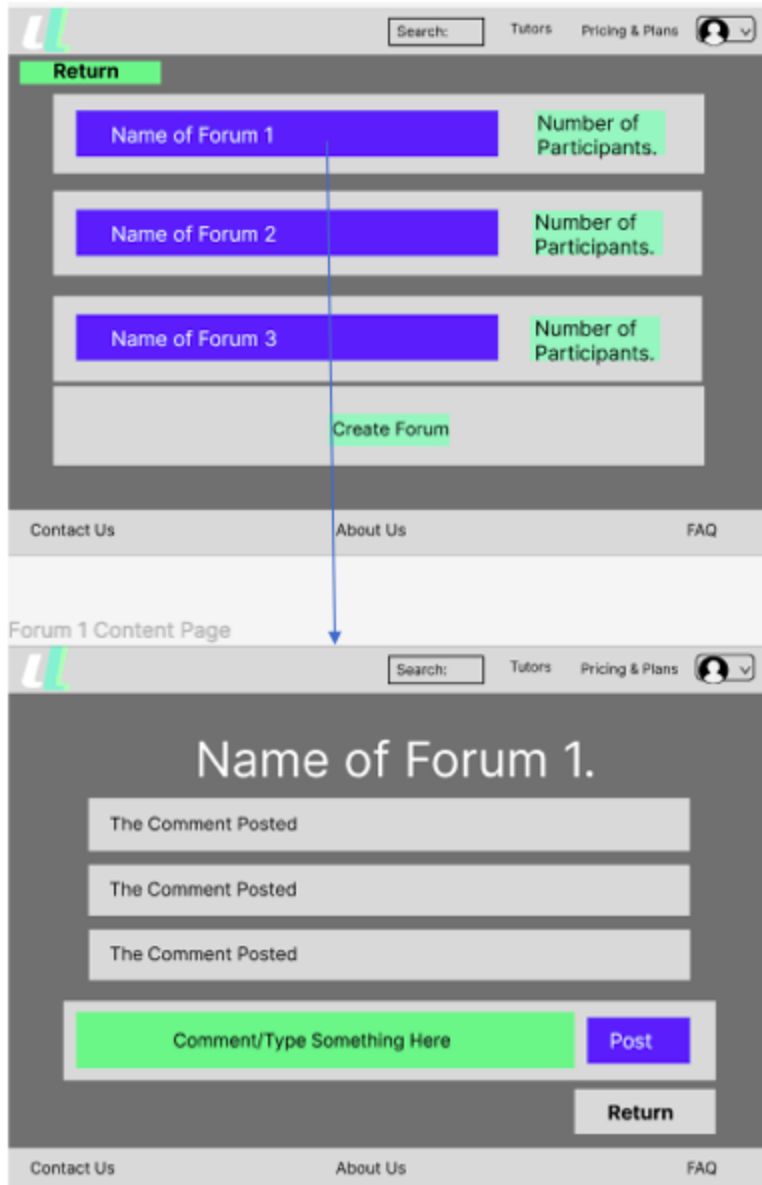 Search: Tutors Pricing & Plans
Return
Name of Forum 1
Number of
Participants.
Name of Forum 2
Number of
Participants.
Name of Forum 3
Number of
Participants.
Create Forum
Contact Us About Us FAQ
Forum 1 Content Page
Search: Tutors Pricing & Plans
Name of Forum 1.
The Comment Posted
The Comment Posted
The Comment Posted
Comment/Type Something Here Post
Return
Contact Us About Us FAQ